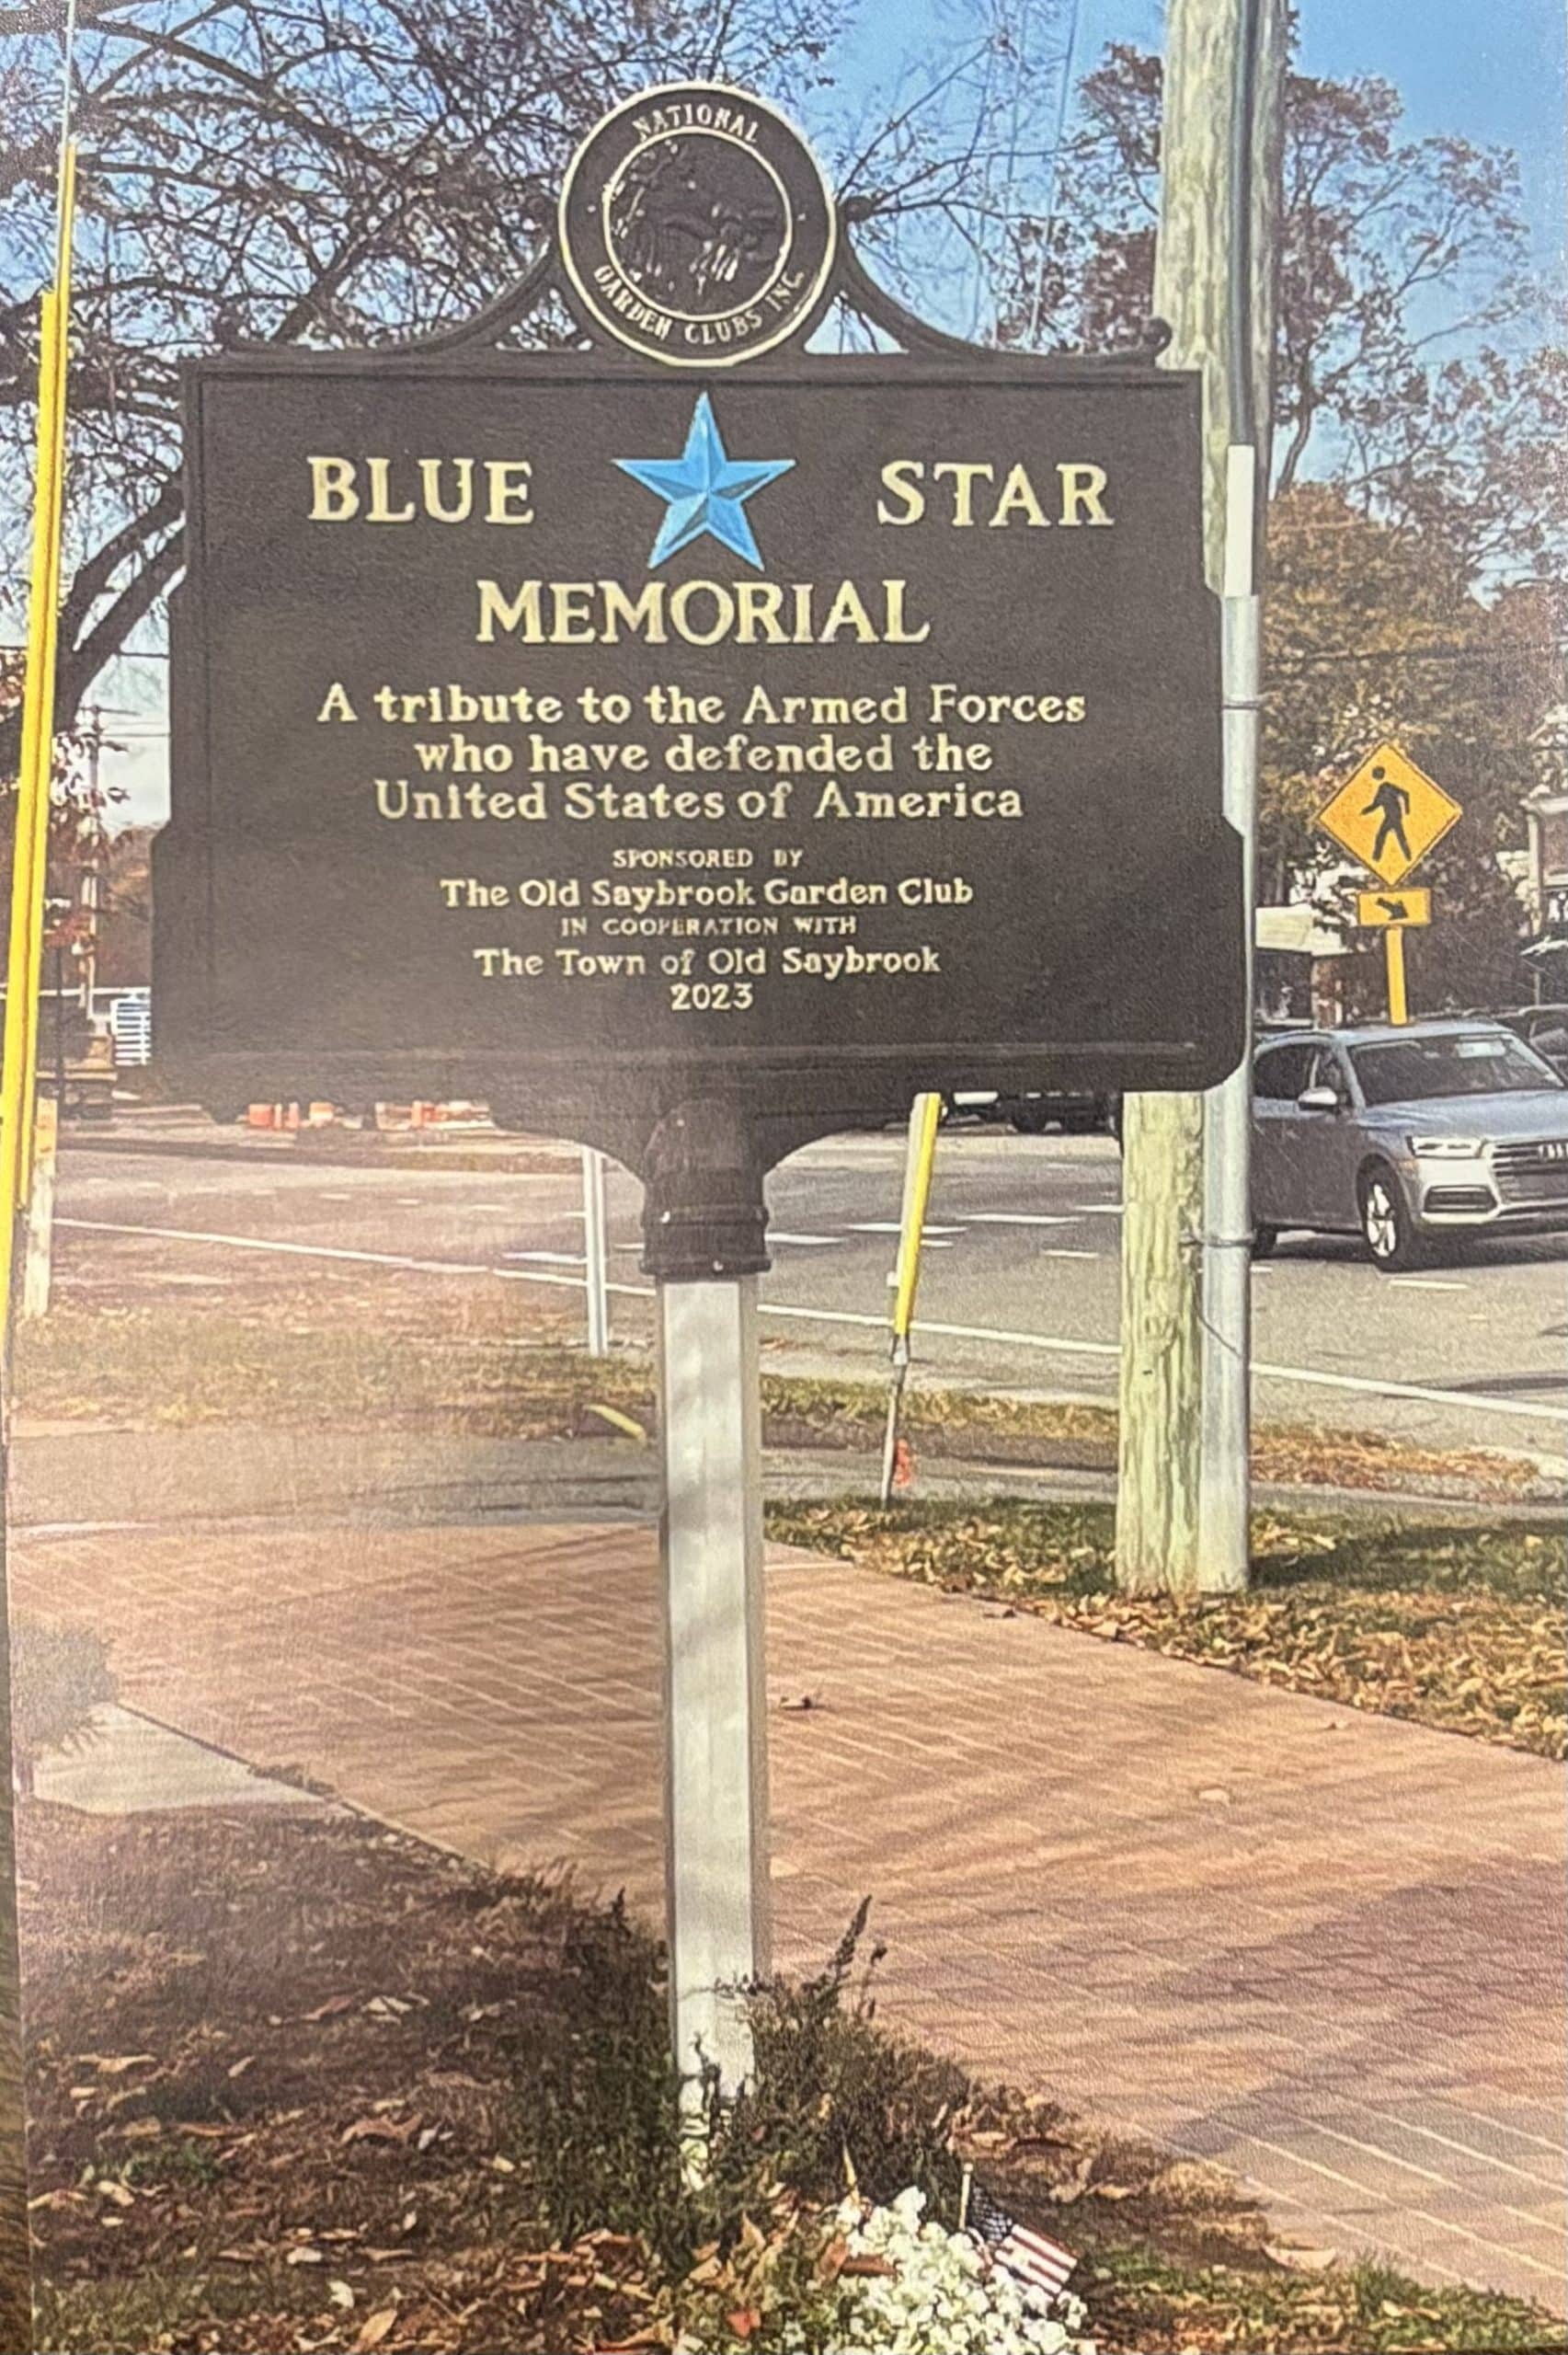 NATIONAL
GARDEN CLUBS INC.
BLUE STAR
MEMORIAL
A tribute to the Armed Forces
who have defended the
United States of America
SPONSORED BY
The Old Saybrook Garden Club
IN COOPERATION WITH
The Town of Old Saybrook
2023